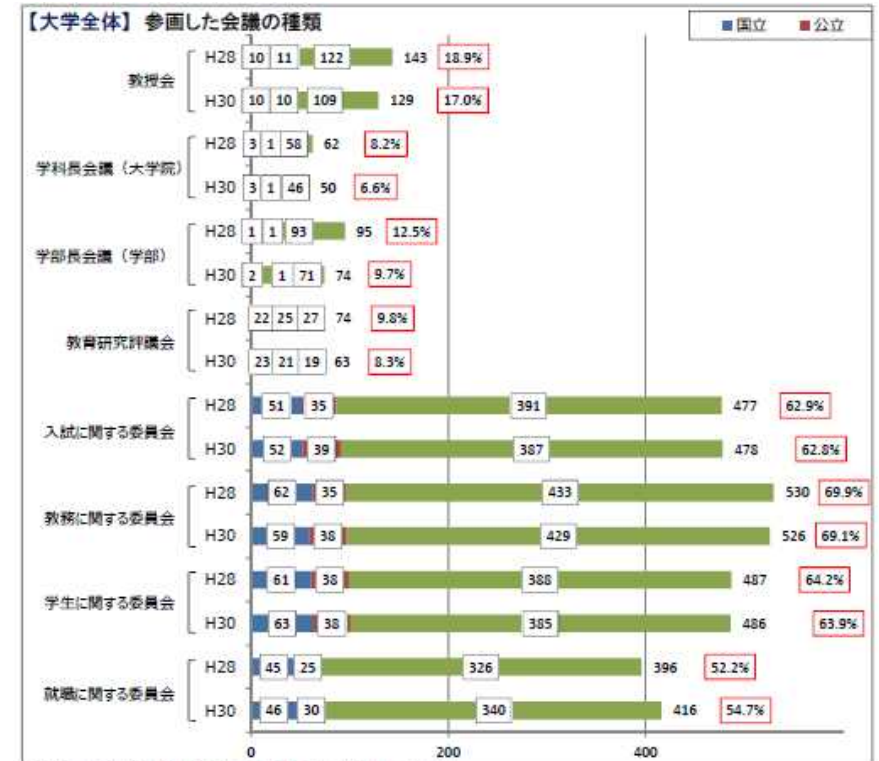 【大学全体】参画した会議の種類
■国立 ■公立
教授会
H28 10 11 122 143 18.9%
H30 10 10 109 129 17.0%
学科長会議（大学院）
H28 3 1 58 62 8.2%
H30 3 1 46 50 6.6%
学部長会議（学部）
H28 1 1 93 95 12.5%
H30 2 1 71 74 9.7%
教育研究評議会
H28 22 25 27 74 9.8%
H30 23 21 19 63 8.3%
入試に関する委員会
H28 51 35 391 477 62.9%
H30 52 39 387 478 62.8%
教務に関する委員会
H28 62 35 433 530 69.9%
H30 59 38 429 526 69.1%
学生に関する委員会
H28 61 38 388 487 64.2%
H30 63 38 385 486 63.9%
就職に関する委員会
H28 45 25 326 396 52.2%
H30 46 30 340 416 54.7%
0 200 400